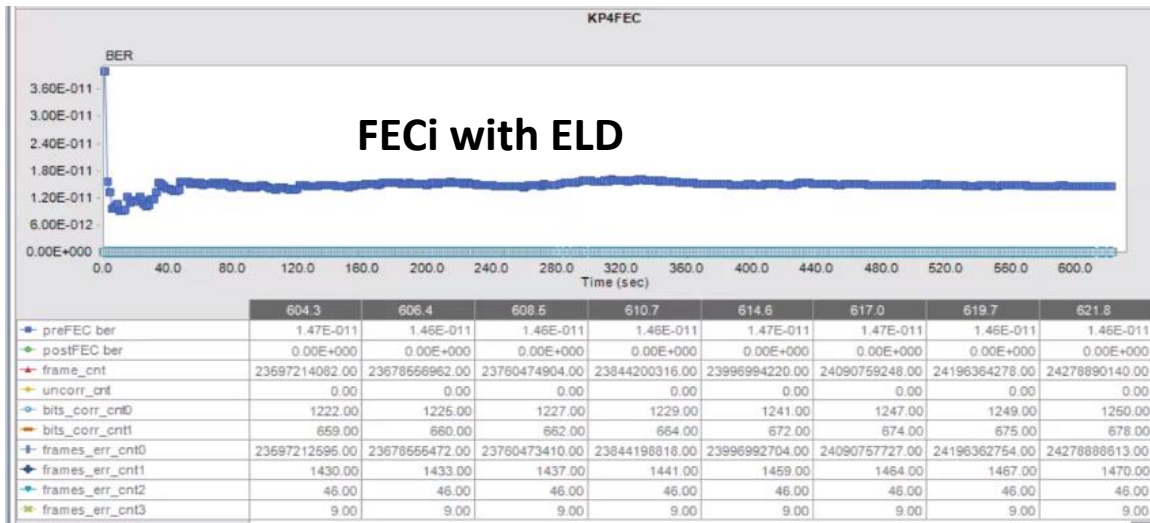 KP4FEC
BER
3.60E-011
3.00E-011
2.40E-011
1.80E-011
1.20E-011
6.00E-012
0.00E+000
FECi with ELD
0.0 40.0 80.0 120.0 160.0 200.0 240.0 280.0 320.0 360.0 400.0 440.0 480.0 520.0 560.0 600.0
Time (sec)
604.3 606.4 608.5 610.7 614.6 617.0 619.7 621.8
preFEC ber 1.47E-011 1.46E-011 1.46E-011 1.46E-011 1.47E-011 1.47E-011 1.46E-011 1.46E-011
postFEC ber 0.00E+000 0.00E+000 0.00E+000 0.00E+000 0.00E+000 0.00E+000 0.00E+000 0.00E+000
frame_cnt 23597214082.00 23678556962.00 23760474904.00 23844200316.00 23996994220.00 24090759248.00 24196364278.00 24278890140.00
uncorr_cnt 0.00 0.00 0.00 0.00 0.00 0.00 0.00 0.00
bits_corr_cnt0 1222.00 1225.00 1227.00 1229.00 1241.00 1247.00 1249.00 1250.00
bits_corr_cnt1 659.00 660.00 662.00 664.00 672.00 674.00 675.00 678.00
frames_err_cnt0 23597212595.00 23678555472.00 23760473410.00 23844198818.00 23996992704.00 24090757727.00 24196362754.00 24278888613.00
frames_err_cnt1 1430.00 1433.00 1437.00 1441.00 1459.00 1464.00 1467.00 1470.00
frames_err_cnt2 46.00 46.00 46.00 46.00 46.00 46.00 46.00 46.00
frames_err_cnt3 9.00 9.00 9.00 9.00 9.00 9.00 9.00 9.00